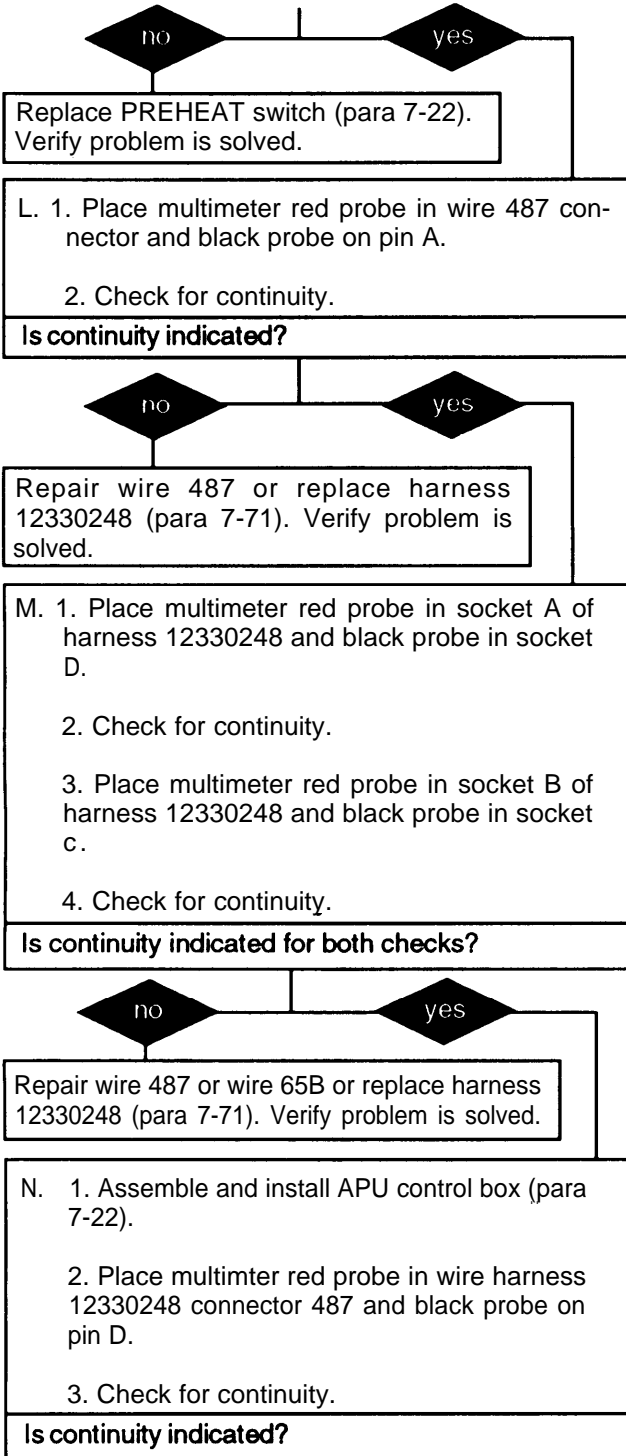 no
yes
Replace PREHEAT switch (para 7-22).
Verify problem is solved.
L. 1. Place multimeter red probe in wire 487 con-
nector and black probe on pin A.
2. Check for continuity.
Is continuity indicated?
no
yes
Repair wire 487 or replace harness
12330248 (para 7-71). Verify problem is
solved.
M. 1. Place multimeter red probe in socket A of
harness 12330248 and black probe in socket
D.
2. Check for continuity.
3. Place multimeter red probe in socket B of
harness 12330248 and black probe in socket
c.
4. Check for continuity.
Is continuity indicated for both checks?
no
yes
Repair wire 487 or wire 65B or replace harness
12330248 (para 7-71). Verify problem is solved.
N. 1. Assemble and install APU control box (para
7-22).
2. Place multimter red probe in wire harness
12330248 connector 487 and black probe on
pin D.
3. Check for continuity.
Is continuity indicated?